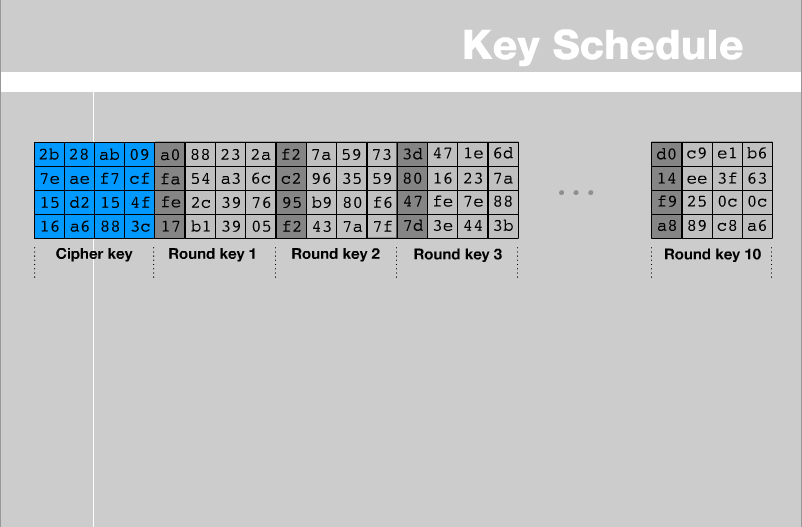 Key Schedule
2b 28 ab 09 a0 88 23 2a f2 7a 59 73 3d 47 1e 6d d0 c9 e1 b6
7e ae f7 cf fa 54 a3 6c c2 96 35 59 80 16 23 7a 14 ee 3f 63
15 d2 15 4f fe 2c 39 76 95 b9 80 f6 47 fe 7e 88 f9 25 0c 0c
16 a6 88 3c 17 b1 39 05 f2 43 7a 7f 7d 3e 44 3b a8 89 c8 a6
Cipher key Round key 1 Round key 2 Round key 3 Round key 10